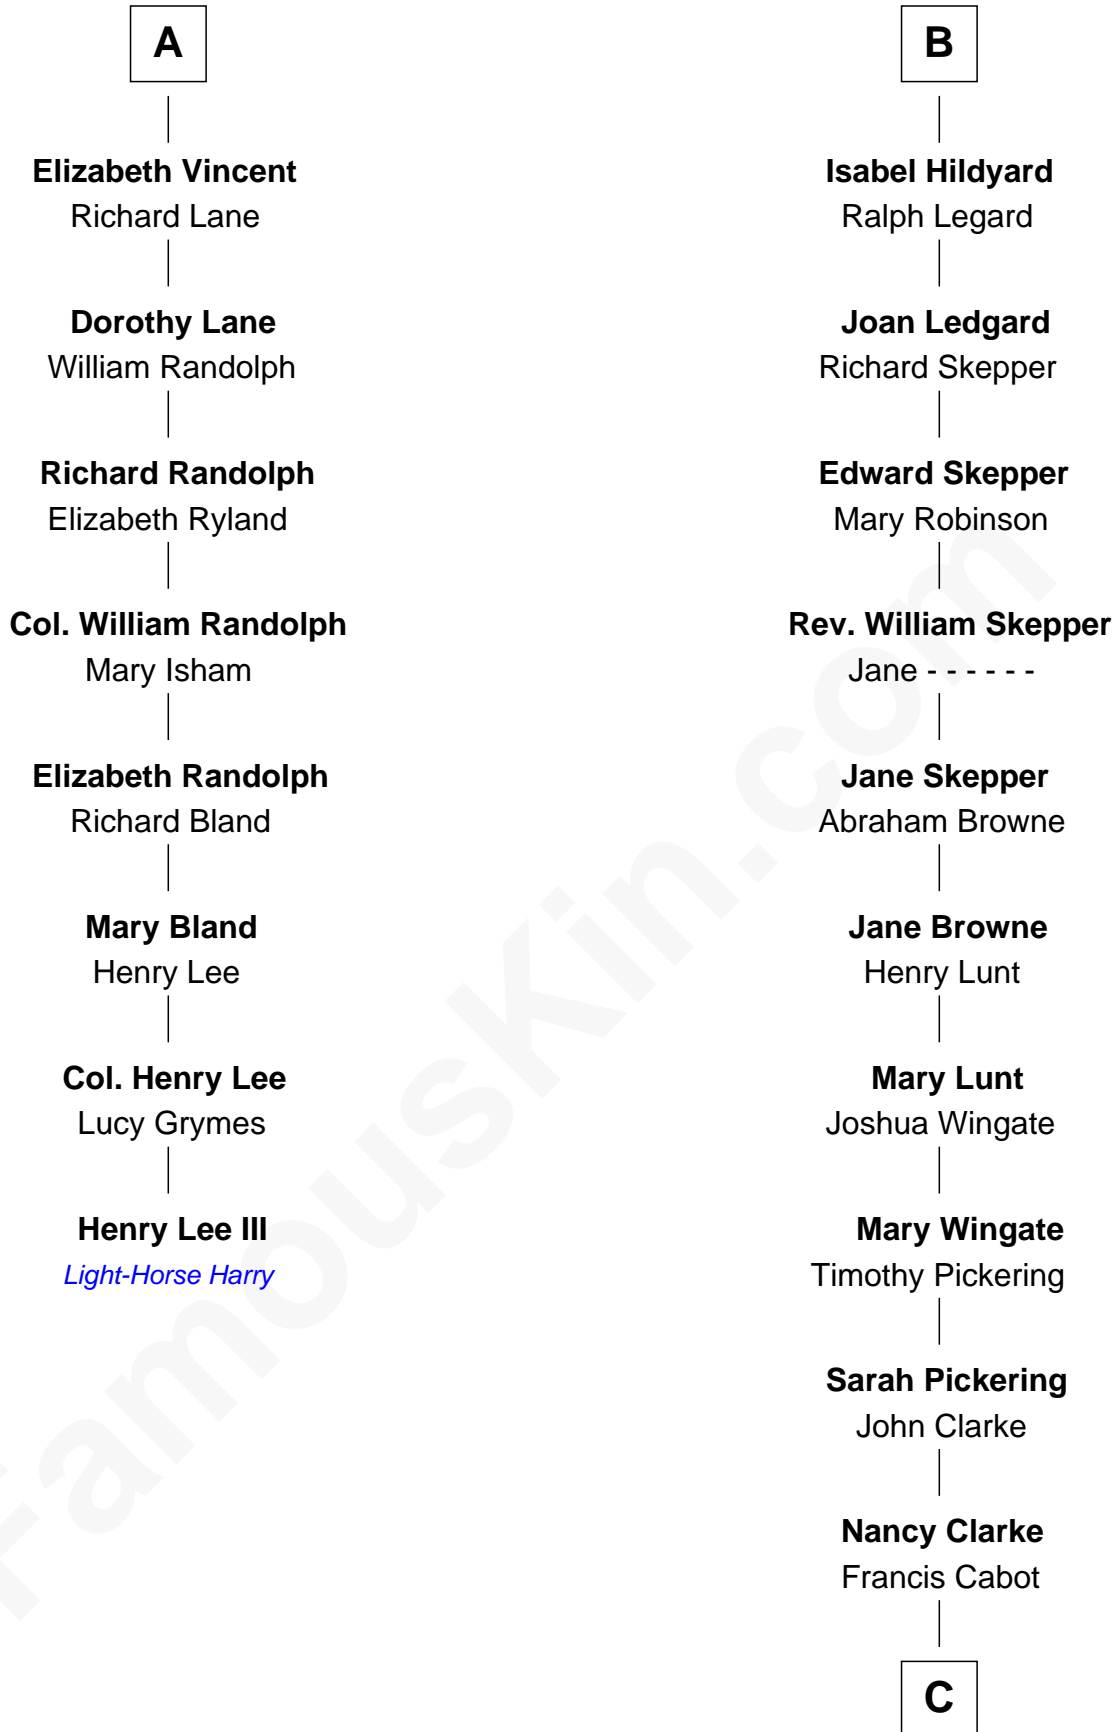 A
Elizabeth Vincent
Richard Lane
Dorothy Lane
William Randolph
Richard Randolph
Elizabeth Ryland
Col. William Randolph
Mary Isham
Elizabeth Randolph
Richard Bland
Mary Bland
Henry Lee
Col. Henry Lee
Lucy Grymes
Henry Lee III
Light-Horse Harry
B
Isabel Hildyard
Ralph Legard
Joan Ledgard
Richard Skepper
Edward Skepper
Mary Robinson
Rev. William Skepper
Jane - - - - - -
Jane Skepper
Abraham Browne
Jane Browne
Henry Lunt
Mary Lunt
Joshua Wingate
Mary Wingate
Timothy Pickering
Sarah Pickering
John Clarke
Nancy Clarke
Francis Cabot
C
FamousKin.com